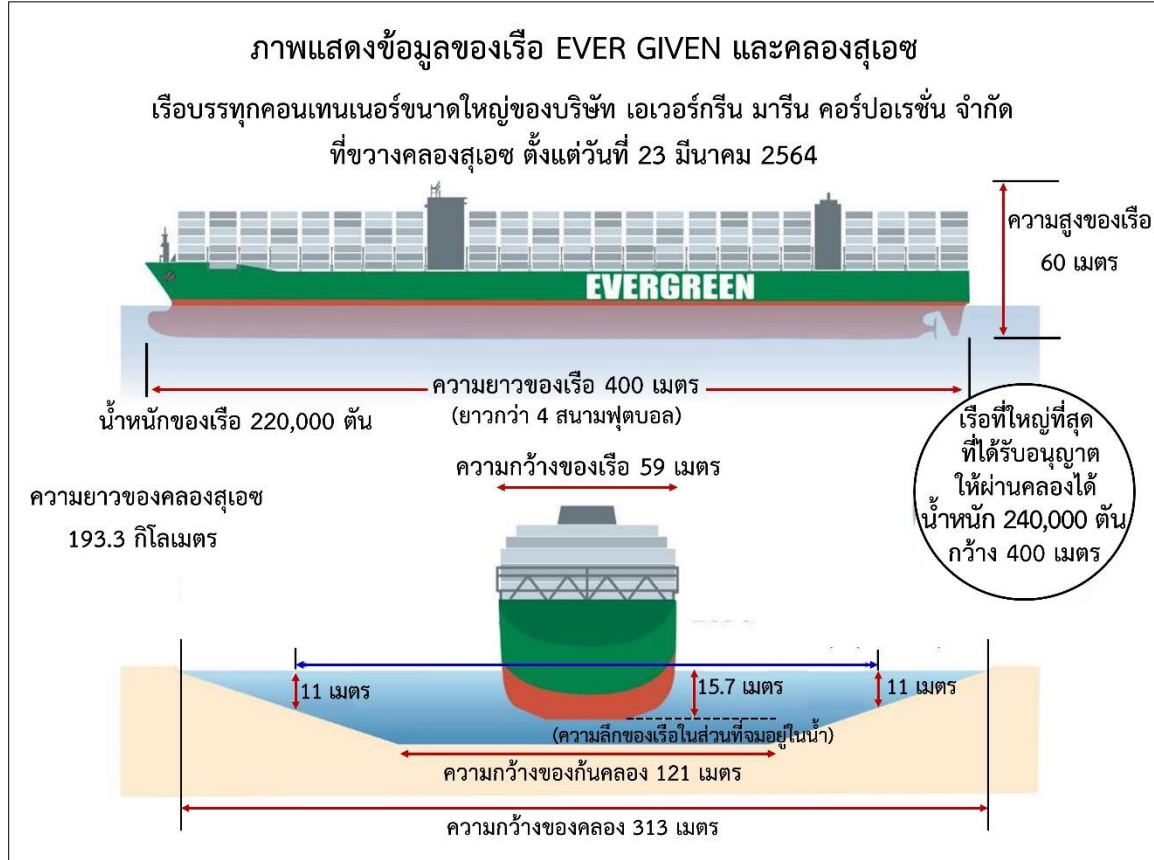 ภาพแสดงข้อมูลของเรือ EVER GIVEN และคลองสุเอซ
เรือบรรทุกคอนเทนเนอร์ขนาดใหญ่ของบริษัท เอเวอร์กรีน มารีน คอร์ปอเรชั่น จำกัด
ที่ขวางคลองสุเอซ ตั้งแต่วันที่ 23 มีนาคม 2564
ความสูงของเรือ
60 เมตร
EVERGREEN
ความยาวของเรือ 400 เมตร
(ยาวกว่า 4 สนามฟุตบอล)
น้ำหนักของเรือ 220,000 ตัน
เรือที่ใหญ่ที่สุด
ที่ได้รับอนุญาต
ให้ผ่านคลองได้
น้ำหนัก 240,000 ตัน
กว้าง 400 เมตร
ความกว้างของเรือ 59 เมตร
ความยาวของคลองสุเอซ
193.3 กิโลเมตร
11 เมตร
15.7 เมตร
11 เมตร
(ความลึกของเรือในส่วนที่จมอยู่ในน้ำ)
ความกว้างของก้นคลอง 121 เมตร
ความกว้างของคลอง 313 เมตร